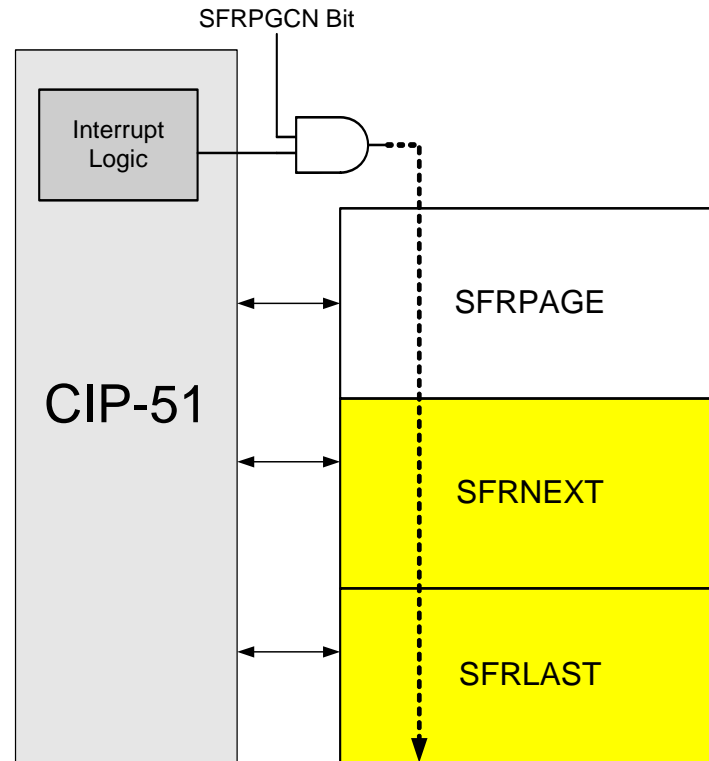 SFRPGCN Bit
Interrupt
Logic
SFRPAGE
CIP-51
SFRNEXT
SFRLAST